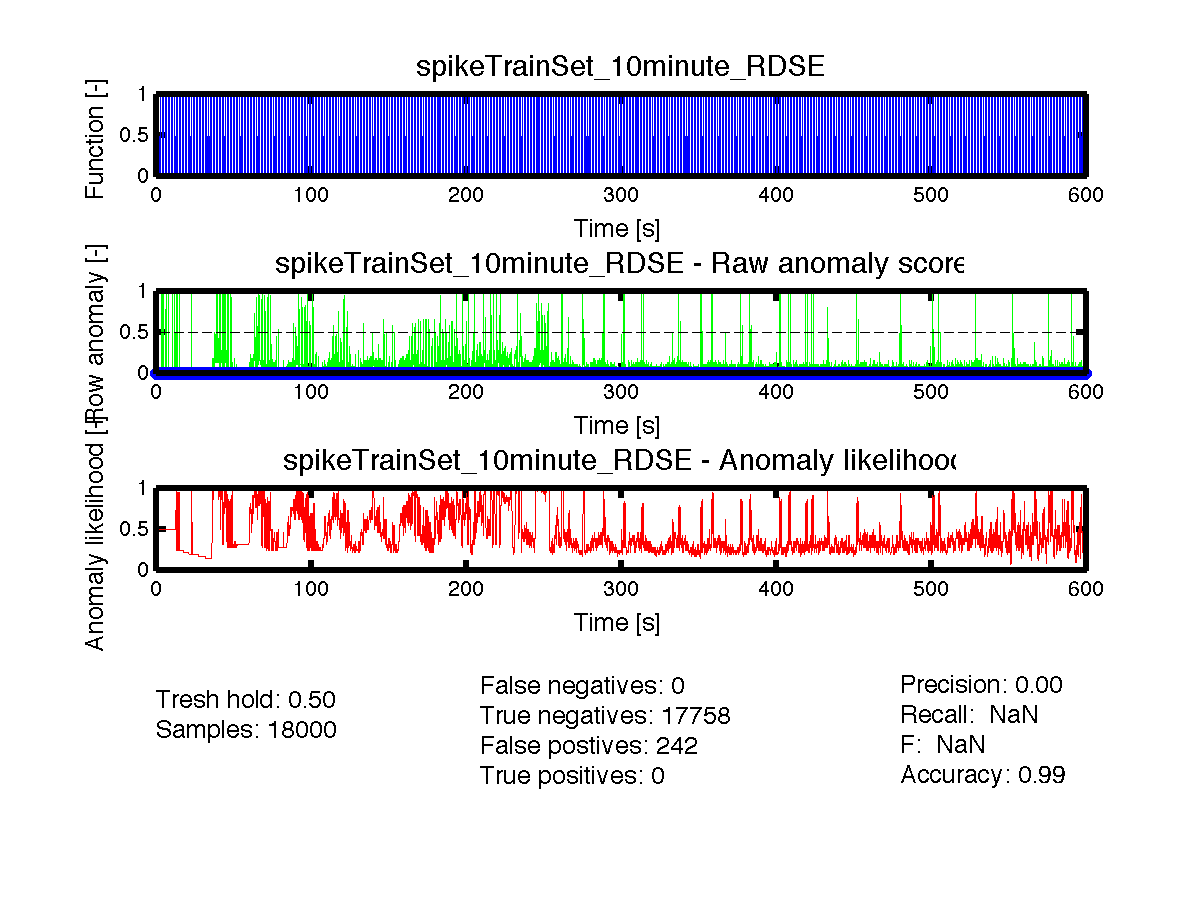 spikeTrainSet_10minute_RDSE
Function [-]
1
0.5
0
0 100 200 300 400 500 600
Time [s]
spikeTrainSet_10minute_RDSE - Raw anomaly score
Row anomaly [-]
1
0.5
0
0 100 200 300 400 500 600
Time [s]
spikeTrainSet_10minute_RDSE - Anomaly likelihood
Anomaly likelihood [-]
1
0.5
0
0 100 200 300 400 500 600
Time [s]
Tresh hold: 0.50
Samples: 18000
False negatives: 0
True negatives: 17758
False postives: 242
True positives: 0
Precision: 0.00
Recall: NaN
F: NaN
Accuracy: 0.99